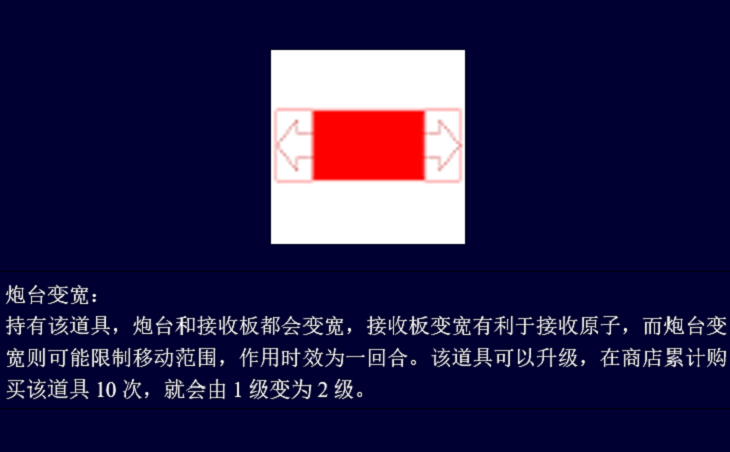 炮台变宽：
持有该道具，炮台和接收板都会变宽，接收板变宽有利于接收原子，而炮台变
宽则可能限制移动范围，作用时效为一回合。该道具可以升级，在商店累计购
买该道具 10 次，就会由 1 级变为 2 级。